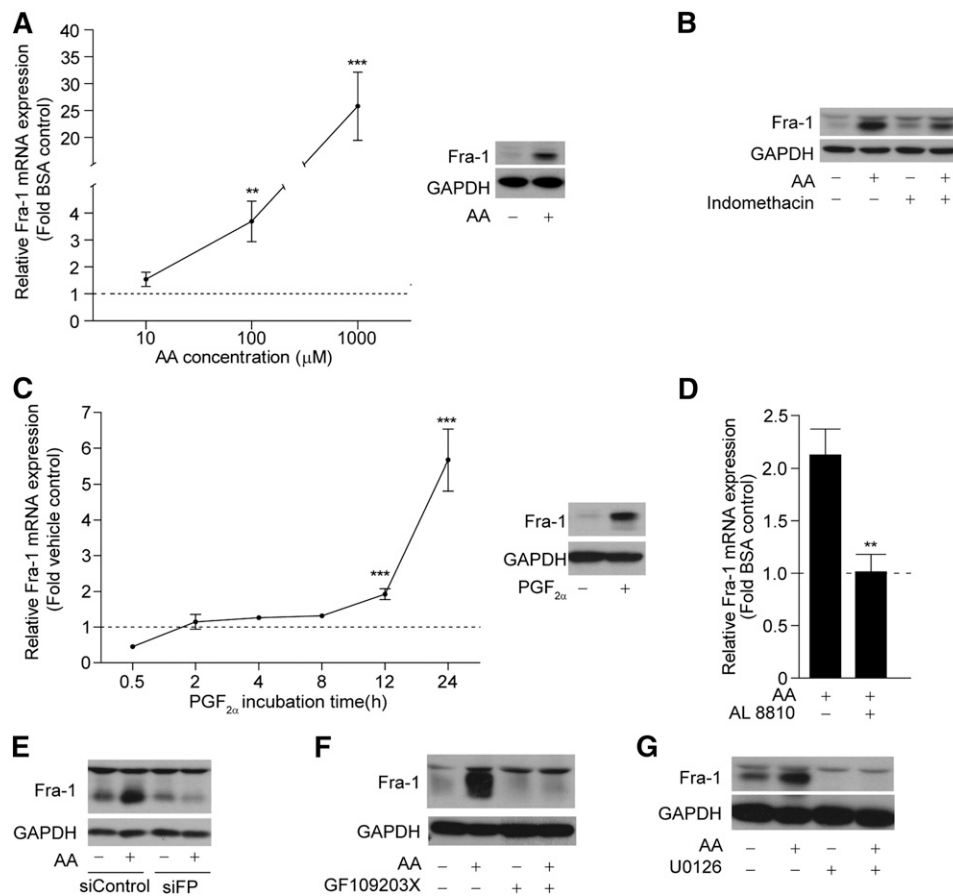 A
Relative Fra-1 mRNA expression
(Fold BSA control)
40
35
30
25
20
15
4
3
2
1
0
***
**
10
100
1000
AA concentration (μM)
Fra-1
GAPDH
AA
− +
B
Fra-1
GAPDH
AA − + − +
Indomethacin − − + +
C
Relative Fra-1 mRNA expression
(Fold vehicle control)
7
6
5
4
3
2
1
0
***
***
0.5
2
4
8
12
24
PGF2α incubation time(h)
Fra-1
GAPDH
PGF2α
− +
D
Relative Fra-1 mRNA expression
(Fold BSA control)
2.5
2.0
1.5
1.0
0.5
0.0
**
AA + +
AL 8810 − +
E
Fra-1
GAPDH
AA − + − +
siControl siFP
F
Fra-1
GAPDH
AA − + − +
GF109203X − − + +
G
Fra-1
GAPDH
AA − + − +
U0126 − − + +